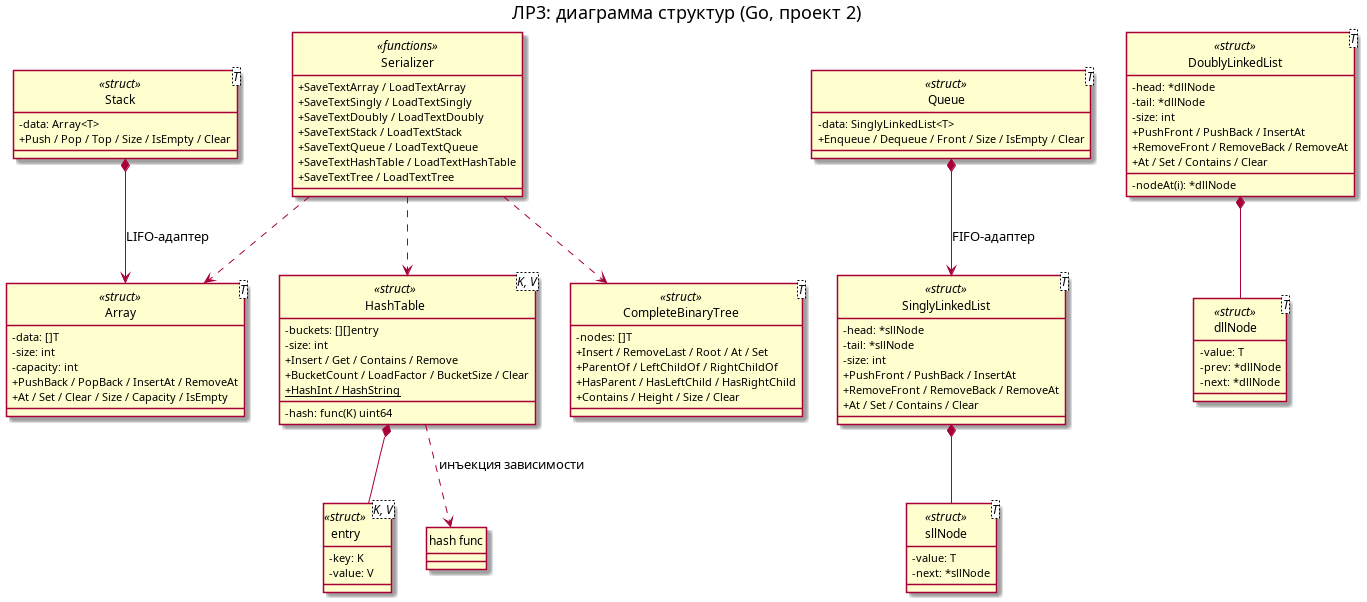 ЛР3: диаграмма структур (Go, проект 2)
«struct»
Stack
T
-data: Array<T>
+Push / Pop / Top / Size / IsEmpty / Clear
«functions»
Serializer
+SaveTextArray / LoadTextArray
+SaveTextSingly / LoadTextSingly
+SaveTextDoubly / LoadTextDoubly
+SaveTextStack / LoadTextStack
+SaveTextQueue / LoadTextQueue
+SaveTextHashTable / LoadTextHashTable
+SaveTextTree / LoadTextTree
«struct»
Queue
T
-data: SinglyLinkedList<T>
+Enqueue / Dequeue / Front / Size / IsEmpty / Clear
«struct»
DoublyLinkedList
T
-head: *dllNode
-tail: *dllNode
-size: int
+PushFront / PushBack / InsertAt
+RemoveFront / RemoveBack / RemoveAt
+At / Set / Contains / Clear
-nodeAt(i): *dllNode
LIFO-адаптер
FIFO-адаптер
«struct»
Array
T
-data: []T
-size: int
-capacity: int
+PushBack / PopBack / InsertAt / RemoveAt
+At / Set / Clear / Size / Capacity / IsEmpty
«struct»
HashTable
K, V
-buckets: [][]entry
-size: int
+Insert / Get / Contains / Remove
+BucketCount / LoadFactor / BucketSize / Clear
+HashInt / HashString
-hash: func(K) uint64
«struct»
CompleteBinaryTree
T
-nodes: []T
+Insert / RemoveLast / Root / At / Set
+ParentOf / LeftChildOf / RightChildOf
+HasParent / HasLeftChild / HasRightChild
+Contains / Height / Size / Clear
«struct»
SinglyLinkedList
T
-head: *sllNode
-tail: *sllNode
-size: int
+PushFront / PushBack / InsertAt
+RemoveFront / RemoveBack / RemoveAt
+At / Set / Contains / Clear
«struct»
dllNode
T
-value: T
-prev: *dllNode
-next: *dllNode
инъекция зависимости
«struct»
entry
K, V
-key: K
-value: V
hash func
«struct»
sllNode
T
-value: T
-next: *sllNode